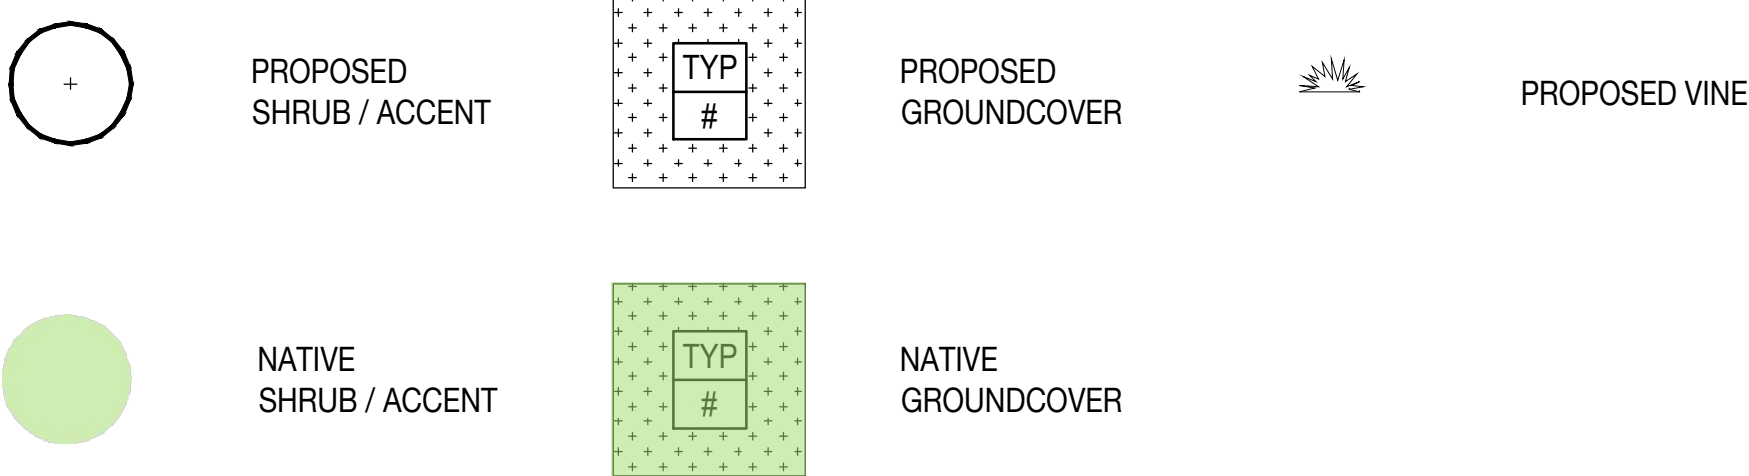 PROPOSED
SHRUB / ACCENT
TYP
#
PROPOSED
GROUNDCOVER
PROPOSED VINE
NATIVE
SHRUB / ACCENT
TYP
#
NATIVE
GROUNDCOVER